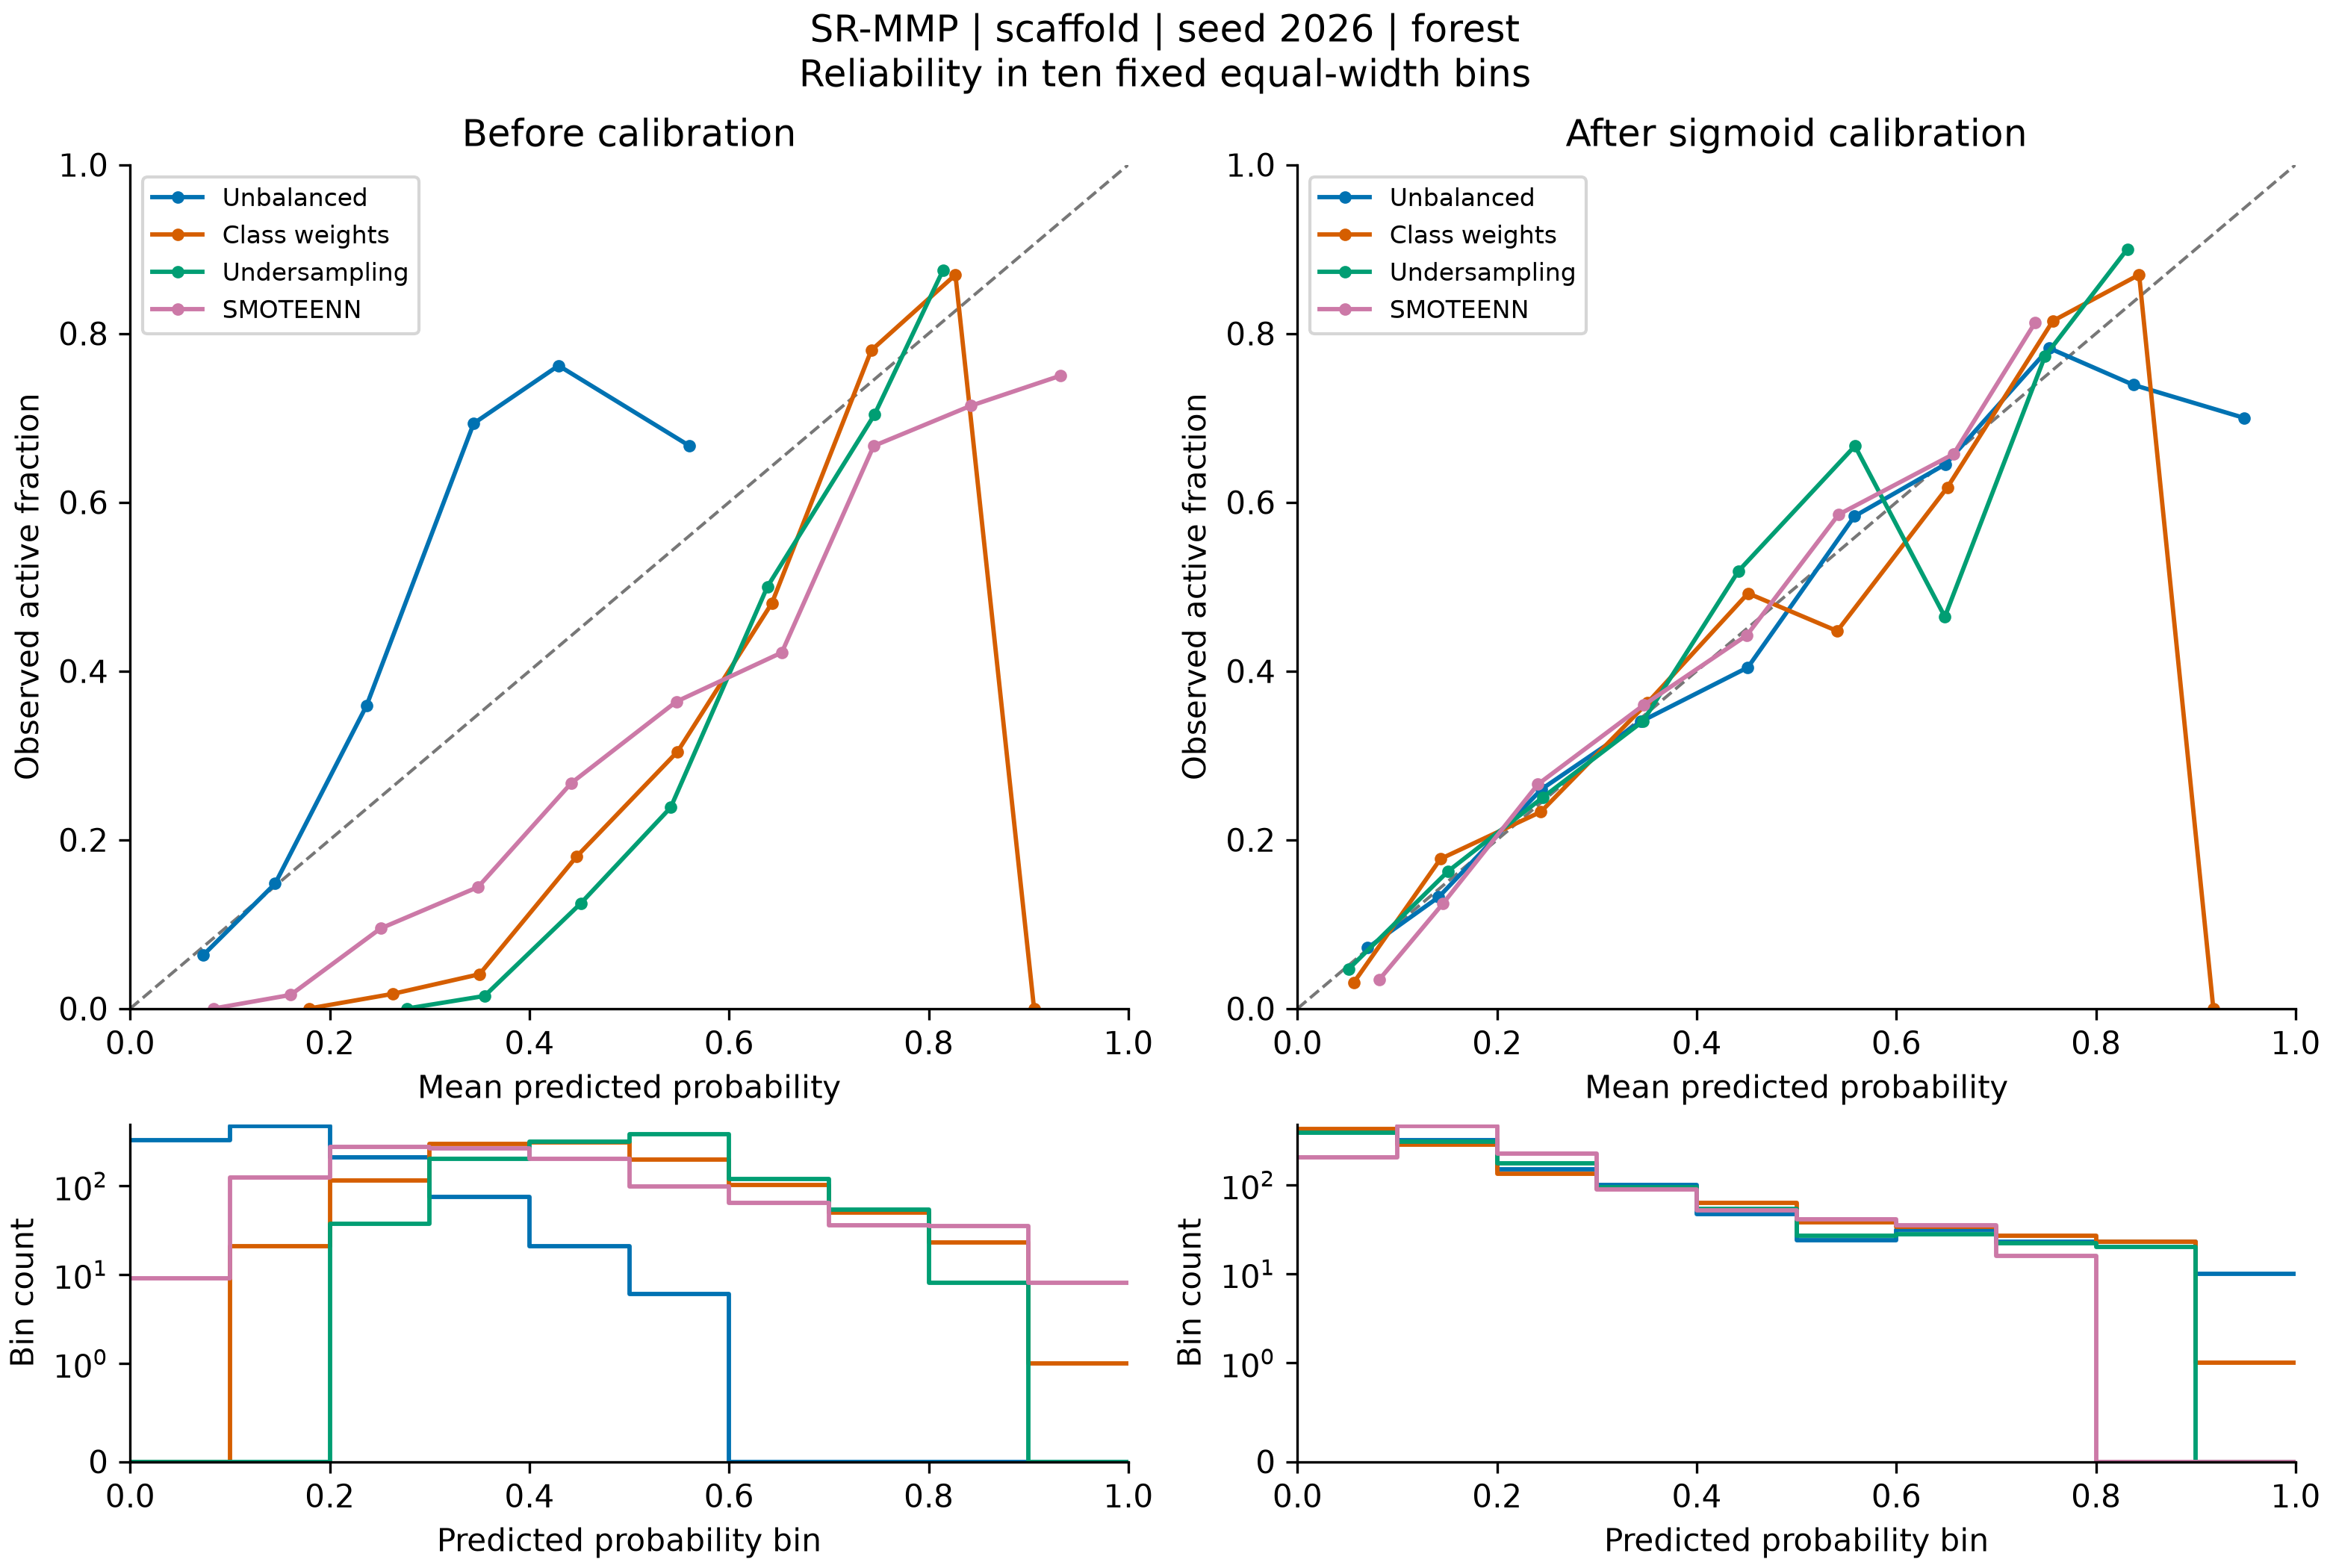 SR-MMP | scaffold | seed 2026 | forest
Reliability in ten fixed equal-width bins
Before calibration
1.0
0.8
0.6
0.4
0.2
0.0
Observed active fraction
Unbalanced
Class weights
Undersampling
SMOTEENN
0.0 0.2 0.4 0.6 0.8 1.0
Mean predicted probability
After sigmoid calibration
1.0
0.8
0.6
0.4
0.2
0.0
Observed active fraction
Unbalanced
Class weights
Undersampling
SMOTEENN
0.0 0.2 0.4 0.6 0.8 1.0
Mean predicted probability
10²
10¹
10⁰
0
Bin count
0.0 0.2 0.4 0.6 0.8 1.0
Predicted probability bin
10²
10¹
10⁰
0
Bin count
0.0 0.2 0.4 0.6 0.8 1.0
Predicted probability bin